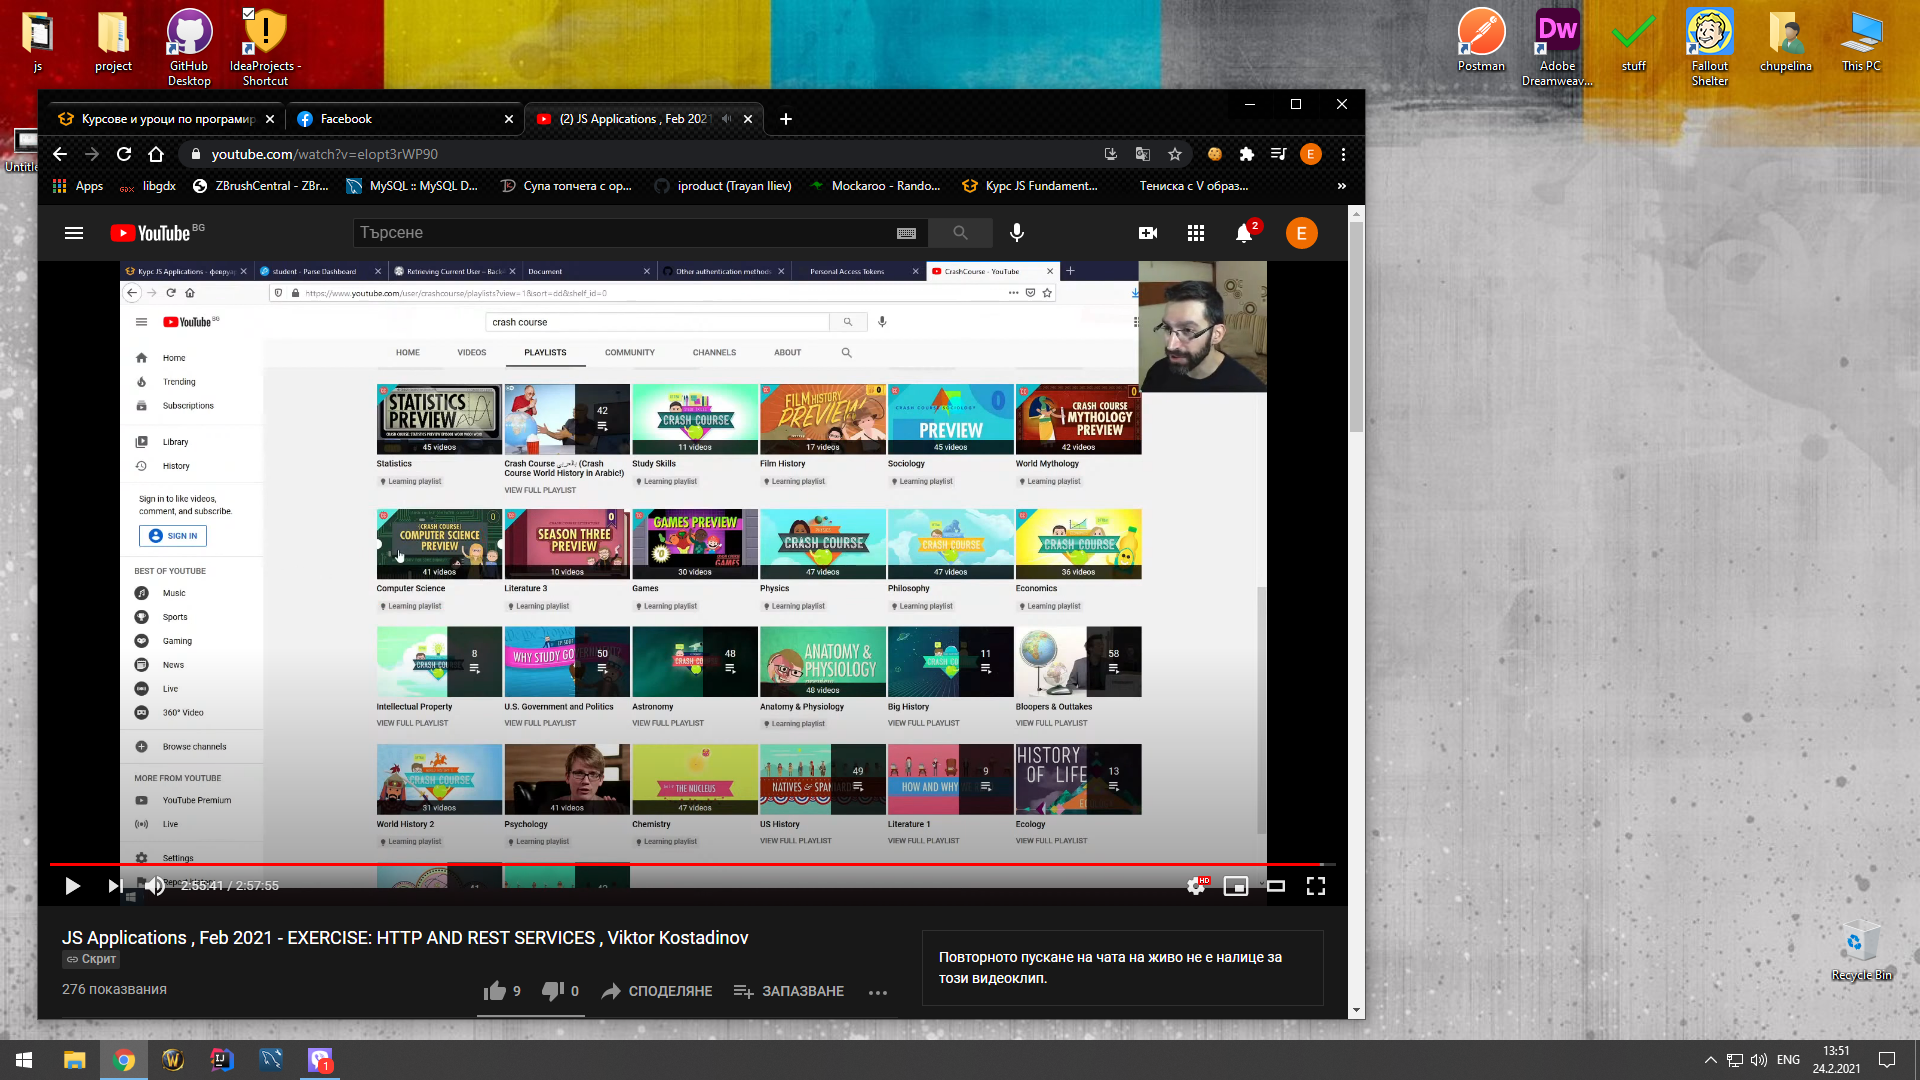 js
project
GitHub
Desktop
IdeaProjects -
Shortcut
Postman
Adobe
Dreamweav...
stuff
Fallout
Shelter
chupelina
This PC
Курсове и уроци по програмир
Facebook
(2) JS Applications , Feb 2021
youtube.com/watch?v=elopt3rWP90
Apps
libgdx
ZBrushCentral - ZBr...
MySQL :: MySQL D...
Супа топчета с ор...
iproduct (Trayan Iliev)
Mockaroo - Rando...
Курс JS Fundament...
Тениска с V образ...
YouTube BG
Търсене
2
E
Курс JS Applications - февруар
student - Parse Dashboard
Retrieving Current User – Back
Document
Other authentication methods
Personal Access Tokens
CrashCourse - YouTube
https://www.youtube.com/user/crashcourse/playlists?view=1&sort=dd&shelf_id=0
YouTube BG
crash course
HOME VIDEOS PLAYLISTS COMMUNITY CHANNELS ABOUT
Home
Trending
Subscriptions
Library
History
Sign in to like videos,
comment, and subscribe.
SIGN IN
BEST OF YOUTUBE
Music
Sports
Gaming
News
Live
360° Video
Browse channels
MORE FROM YOUTUBE
YouTube Premium
Live
Settings
STATISTICS
PREVIEW
45 videos
Statistics
Learning playlist
42
Crash Course بالعربي (Crash
Course World History in Arabic!)
VIEW FULL PLAYLIST
CRASH COURSE
11 videos
Study Skills
Learning playlist
FILM HISTORY
PREVIEW
17 videos
Film History
Learning playlist
CRASH COURSE SOCIOLOGY
PREVIEW
45 videos
Sociology
Learning playlist
CRASH COURSE
MYTHOLOGY
PREVIEW
42 videos
World Mythology
Learning playlist
CRASH COURSE
COMPUTER SCIENCE
PREVIEW
41 videos
Computer Science
Learning playlist
SEASON THREE
PREVIEW
10 videos
Literature 3
Learning playlist
GAMES PREVIEW
30 videos
Games
Learning playlist
CRASH COURSE
47 videos
Physics
Learning playlist
CRASH COURSE
47 videos
Philosophy
Learning playlist
CRASH COURSE
36 videos
Economics
Learning playlist
8
Intellectual Property
VIEW FULL PLAYLIST
WHY STUDY GO
50
U.S. Government and Politics
VIEW FULL PLAYLIST
48
Astronomy
VIEW FULL PLAYLIST
ANATOMY &
PHYSIOLOGY
48 videos
Anatomy & Physiology
Learning playlist
11
Big History
VIEW FULL PLAYLIST
58
Bloopers & Outtakes
VIEW FULL PLAYLIST
CRASH COURSE
31 videos
World History 2
Learning playlist
41 videos
Psychology
Learning playlist
THE NUCLEUS
47 videos
Chemistry
Learning playlist
NATIVES & SPAN
49
US History
VIEW FULL PLAYLIST
HOW AND WHY
9
Literature 1
VIEW FULL PLAYLIST
HISTORY
OF LIFE
13
Ecology
VIEW FULL PLAYLIST
2:55:41 / 2:57:55
HD
JS Applications , Feb 2021 - EXERCISE: HTTP AND REST SERVICES , Viktor Kostadinov
Скрит
276 показвания
9
0
СПОДЕЛЯНЕ
ЗАПАЗВАНЕ
Повторното пускане на чата на живо не е налице за
този видеоклип.
Recycle Bin
1
ENG
13:51
24.2.2021